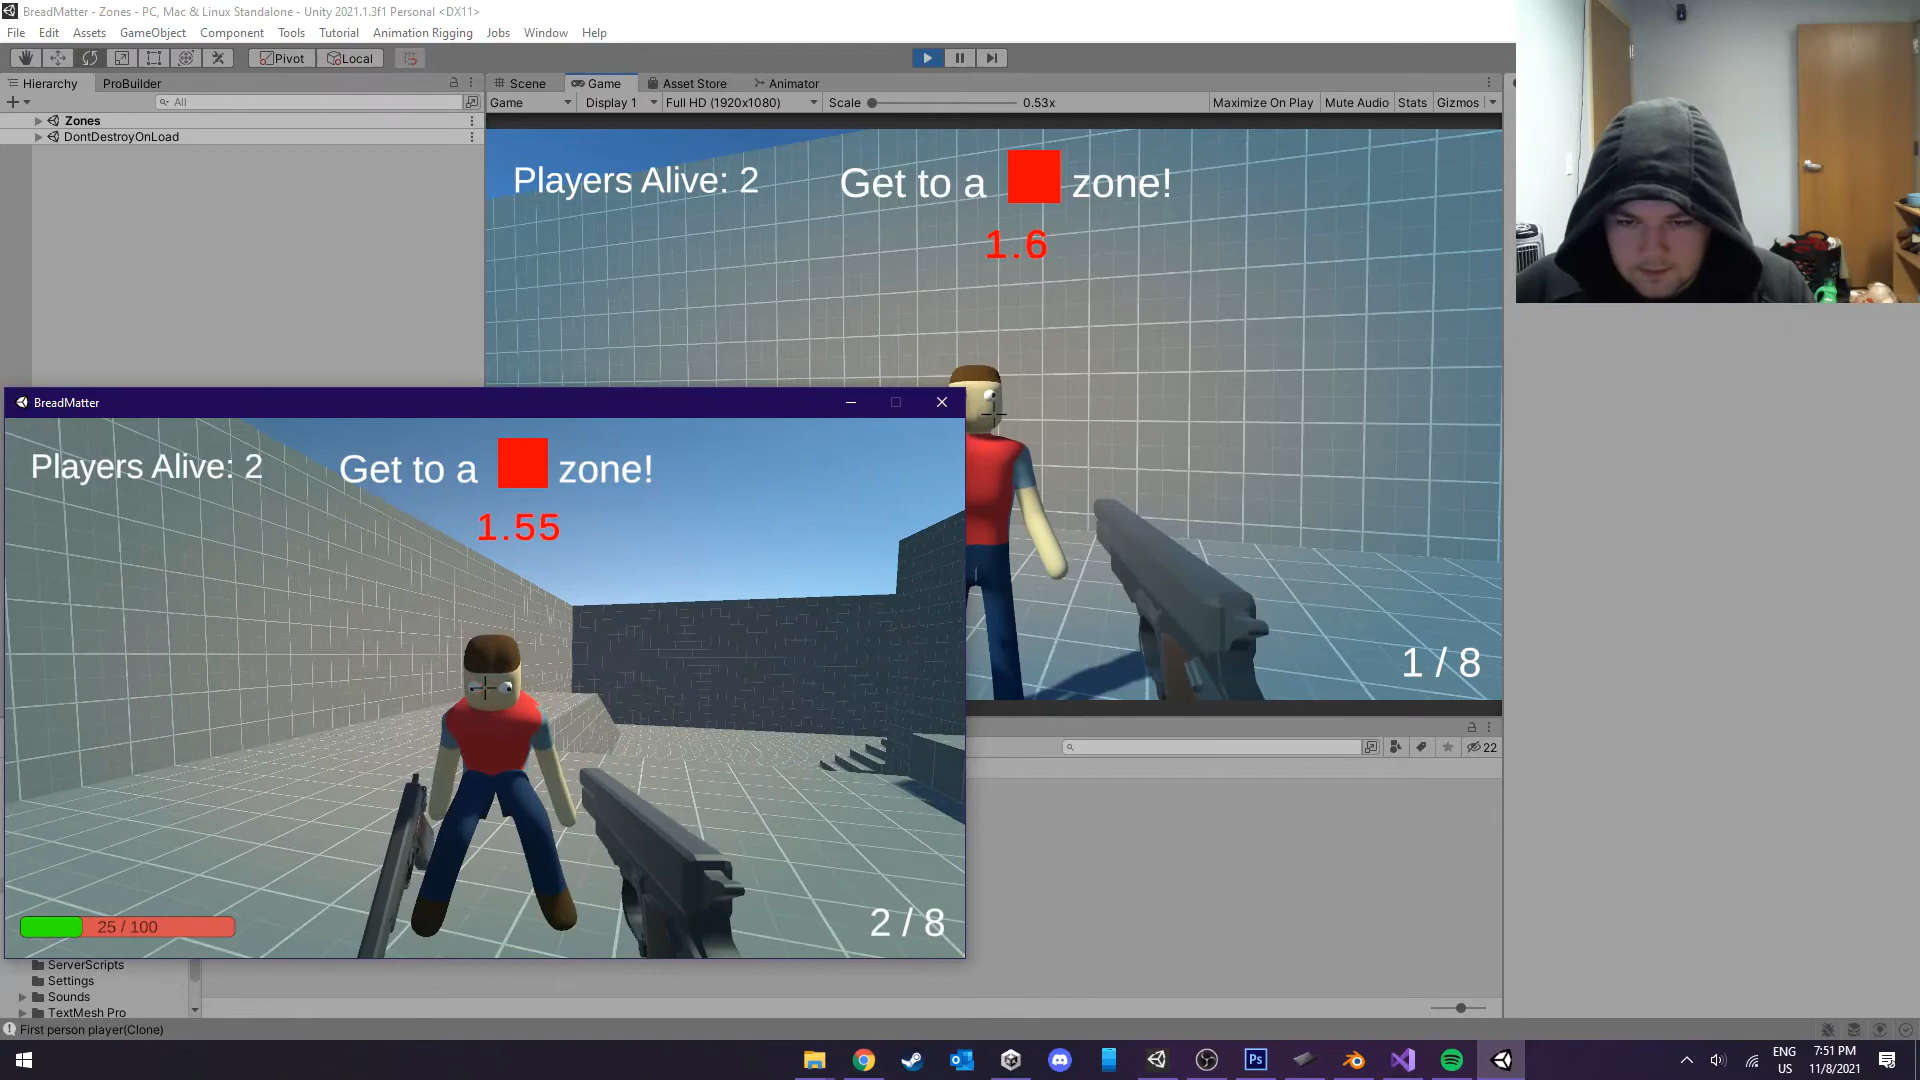 BreadMatter - Zones - PC, Mac & Linux Standalone - Unity 2021.1.3f1 Personal <DX11>
File Edit Assets GameObject Component Tools Tutorial Animation Rigging Jobs Window Help
Pivot Local
Hierarchy ProBuilder
All
Zones
DontDestroyOnLoad
Scene Game Asset Store Animator
Game Display 1 Full HD (1920x1080) Scale 0.53x Maximize On Play Mute Audio Stats Gizmos
Players Alive: 2
Get to a zone!
1.6
1 / 8
BreadMatter
Players Alive: 2
Get to a zone!
1.55
25 / 100
2 / 8
22
ServerScripts
Settings
Sounds
TextMesh Pro
First person player(Clone)
Ps
ENG
US
7:51 PM
11/8/2021